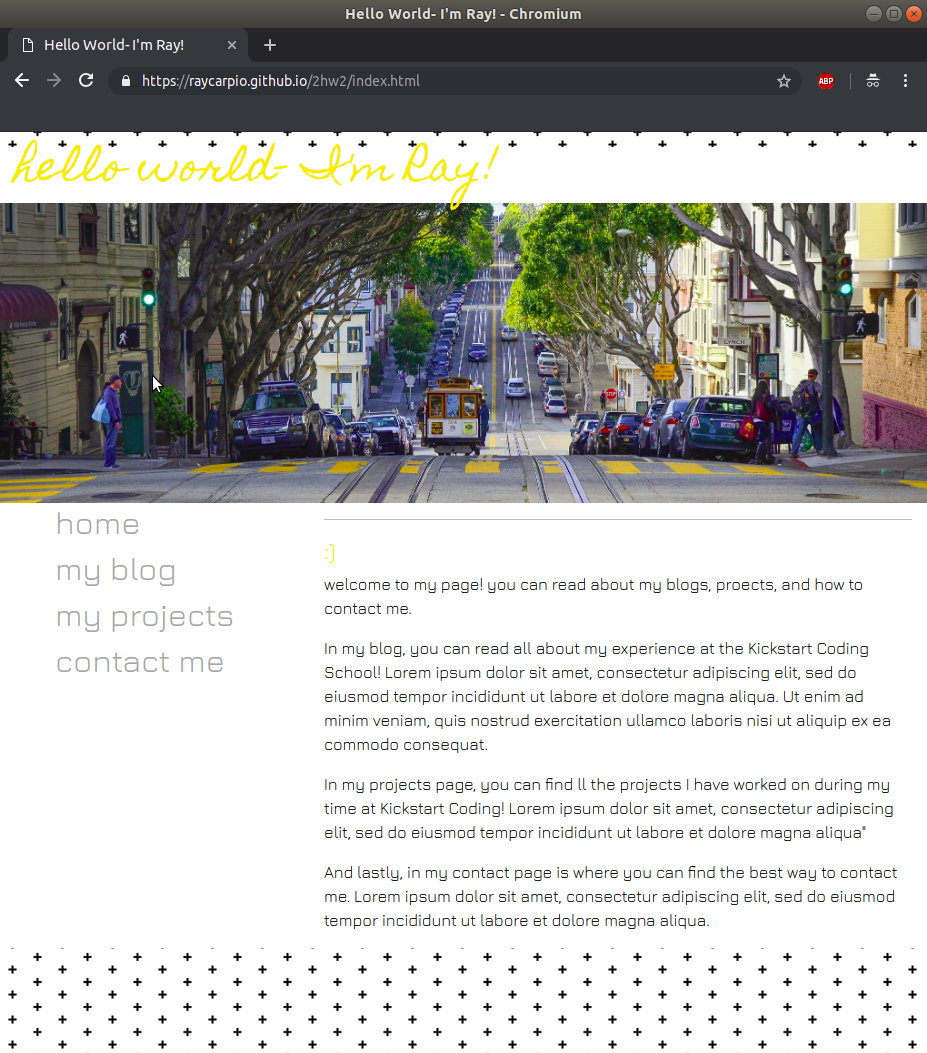 Hello World- I'm Ray! - Chromium
Hello World- I'm Ray!
https://raycarpio.github.io/2hw2/index.html
ABP
hello world- I'm Ray!
LYNCH
STOP
home
my blog
my projects
contact me
:)
welcome to my page! you can read about my blogs, proects, and how to
contact me.
In my blog, you can read all about my experience at the Kickstart Coding
School! Lorem ipsum dolor sit amet, consectetur adipiscing elit, sed do
eiusmod tempor incididunt ut labore et dolore magna aliqua. Ut enim ad
minim veniam, quis nostrud exercitation ullamco laboris nisi ut aliquip ex ea
commodo consequat.
In my projects page, you can find ll the projects I have worked on during my
time at Kickstart Coding! Lorem ipsum dolor sit amet, consectetur adipiscing
elit, sed do eiusmod tempor incididunt ut labore et dolore magna aliqua"
And lastly, in my contact page is where you can find the best way to contact
me. Lorem ipsum dolor sit amet, consectetur adipiscing elit, sed do eiusmod
tempor incididunt ut labore et dolore magna aliqua.